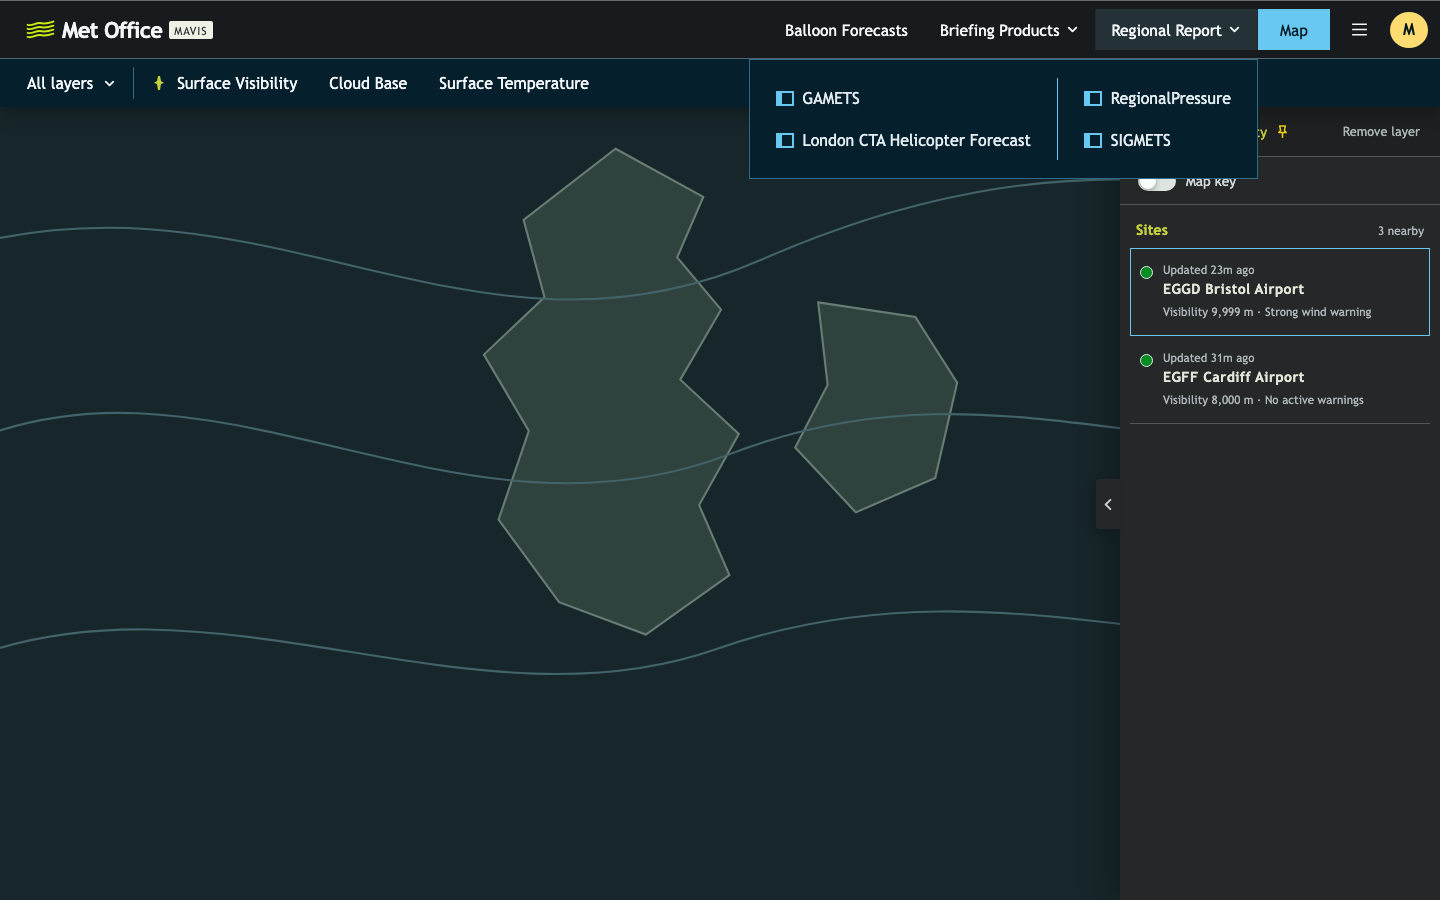 Met Office MAVIS
Balloon Forecasts
Briefing Products
Regional Report
Map
M
All layers
Surface Visibility
Cloud Base
Surface Temperature
GAMETS
RegionalPressure
London CTA Helicopter Forecast
SIGMETS
Remove layer
Map key
Sites
3 nearby
Updated 23m ago
EGGD Bristol Airport
Visibility 9,999 m · Strong wind warning
Updated 31m ago
EGFF Cardiff Airport
Visibility 8,000 m · No active warnings